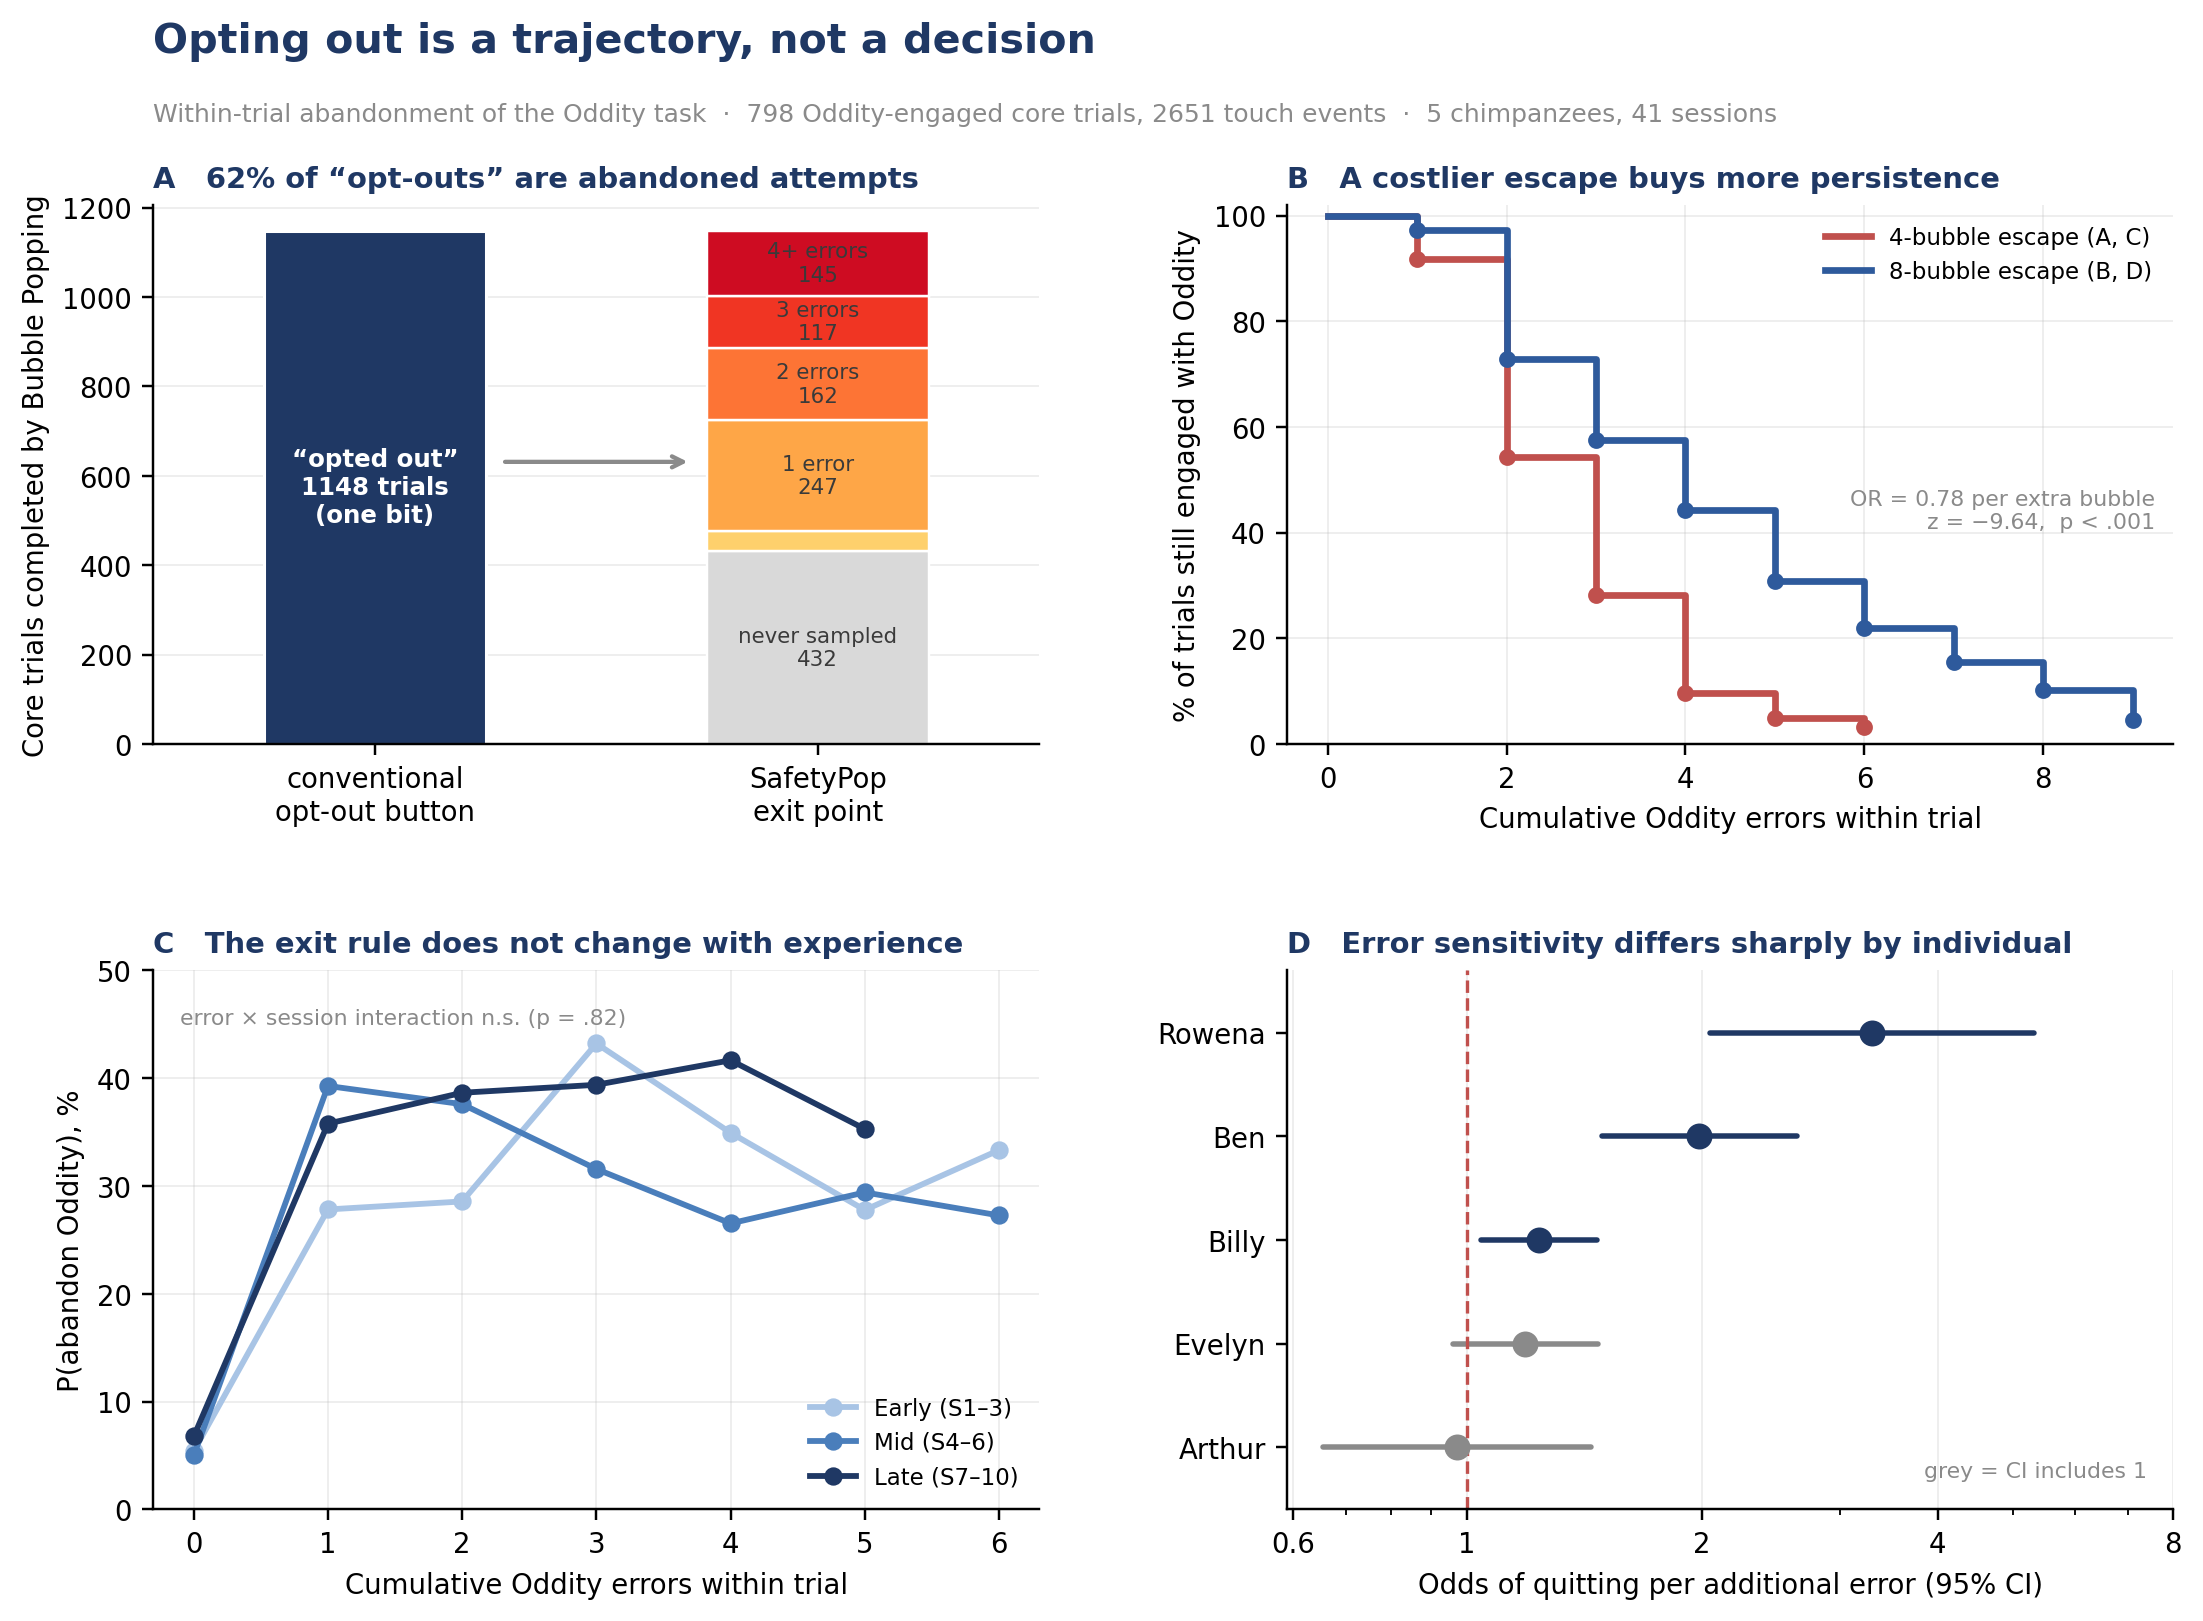 Opting out is a trajectory, not a decision
Within-trial abandonment of the Oddity task · 798 Oddity-engaged core trials, 2651 touch events · 5 chimpanzees, 41 sessions
A 62% of “opt-outs” are abandoned attempts
Core trials completed by Bubble Popping
1200
1000
800
600
400
200
0
“opted out”
1148 trials
(one bit)
4+ errors
145
3 errors
117
2 errors
162
1 error
247
never sampled
432
conventional
opt-out button
SafetyPop
exit point
B A costlier escape buys more persistence
% of trials still engaged with Oddity
100
80
60
40
20
0
4-bubble escape (A, C)
8-bubble escape (B, D)
OR = 0.78 per extra bubble
z = −9.64, p < .001
0 2 4 6 8
Cumulative Oddity errors within trial
C The exit rule does not change with experience
P(abandon Oddity), %
50
40
30
20
10
0
error × session interaction n.s. (p = .82)
Early (S1–3)
Mid (S4–6)
Late (S7–10)
0 1 2 3 4 5 6
Cumulative Oddity errors within trial
D Error sensitivity differs sharply by individual
Rowena
Ben
Billy
Evelyn
Arthur
grey = CI includes 1
0.6 1 2 4 8
Odds of quitting per additional error (95% CI)